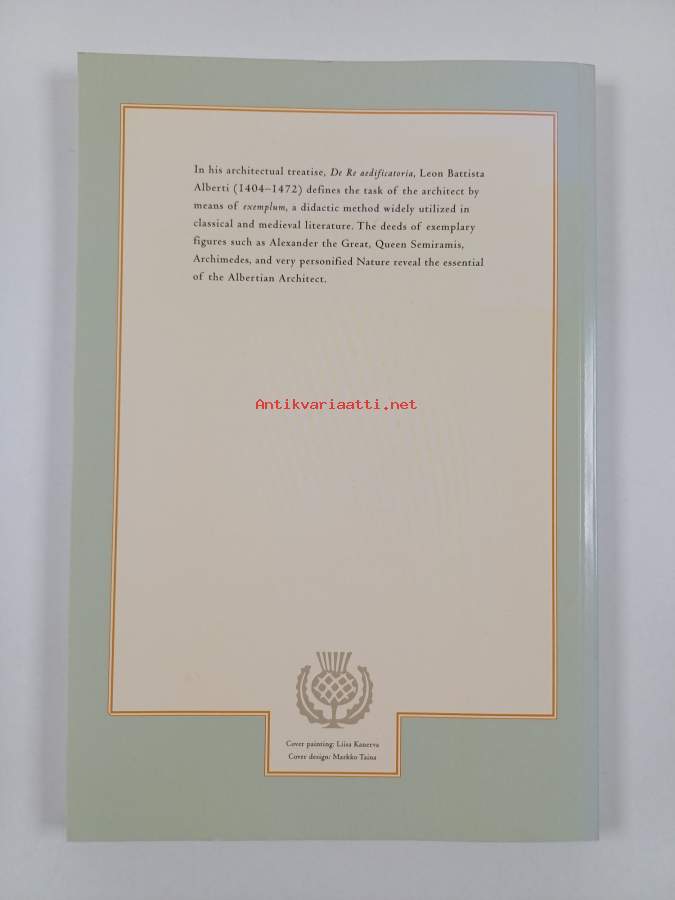 In his architectual treatise, De Re aedificatoria, Leon Battista
Alberti (1404–1472) defines the task of the architect by
means of exemplum, a didactic method widely utilized in
classical and medieval literature. The deeds of exemplary
figures such as Alexander the Great, Queen Semiramis,
Archimedes, and very personified Nature reveal the essential
of the Albertian Architect.
Antikvariaatti.net
Cover painting: Liisa Kanerva
Cover design: Markko Taina